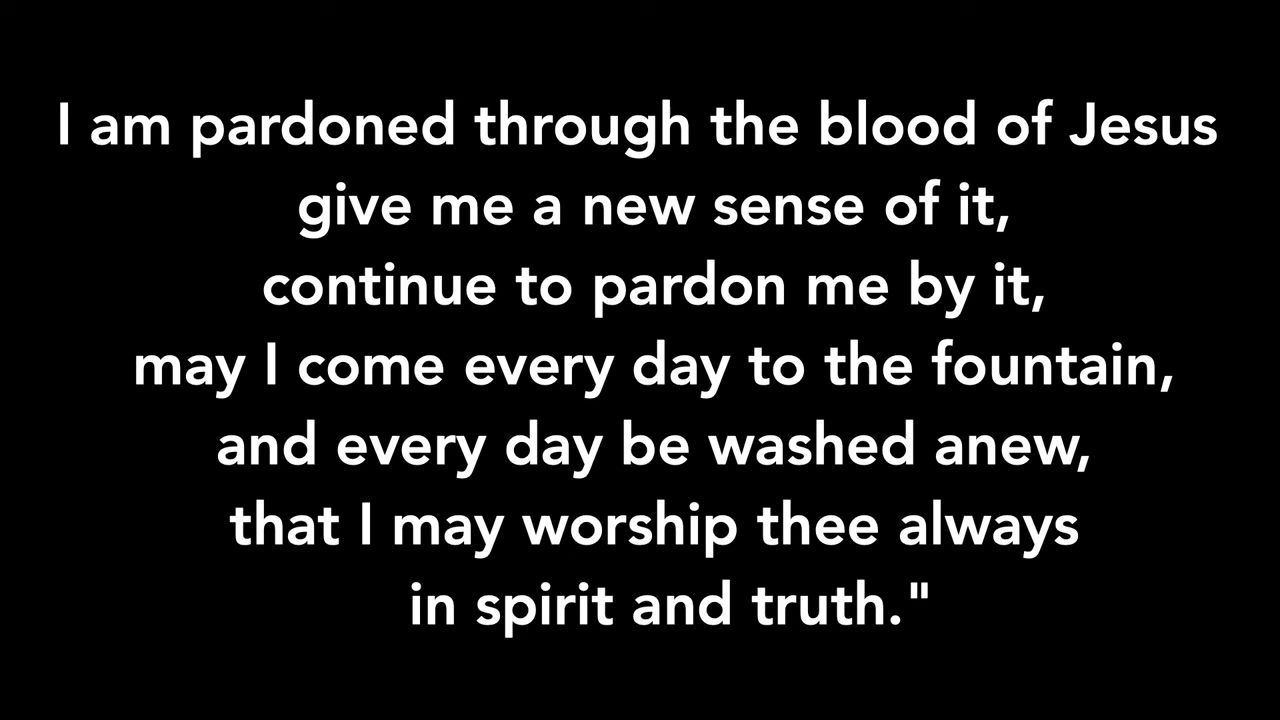 I am pardoned through the blood of Jesus
give me a new sense of it,
continue to pardon me by it,
may I come every day to the fountain,
and every day be washed anew,
that I may worship thee always
in spirit and truth."